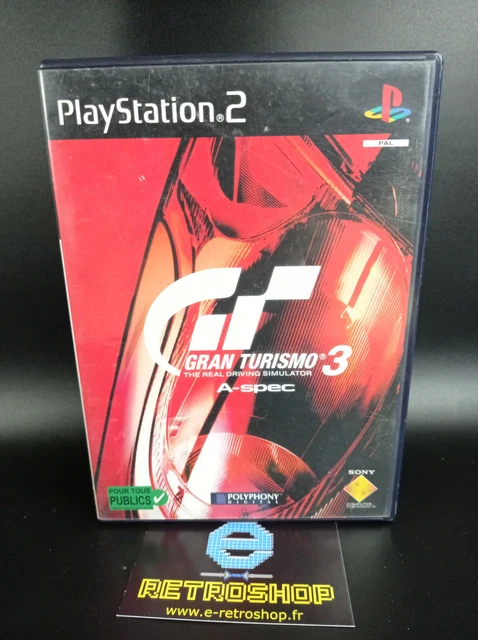 PlayStation®2
PAL
GRAN TURISMO® 3
THE REAL DRIVING SIMULATOR
A-spec
SONY
COMPUTER
POUR TOUS
PUBLICS
POLYPHONY
DIGITAL
e
RETROSHOP
www.e-retroshop.fr